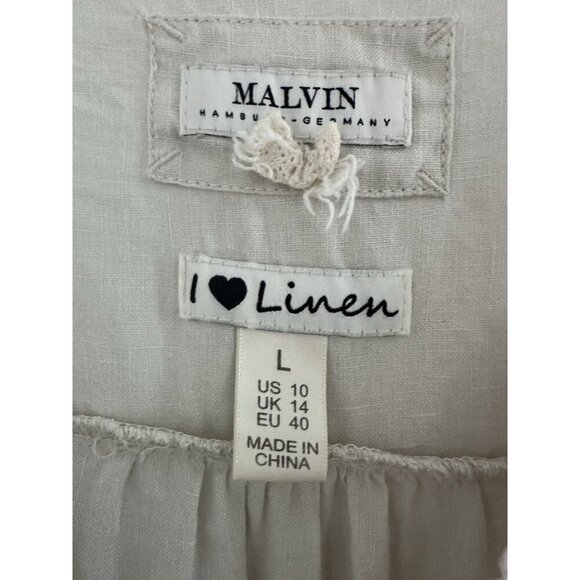 MALVIN
GERMANY
I ♥ Linen
L
US 10
UK 14
EU 40
MADE IN
CHINA